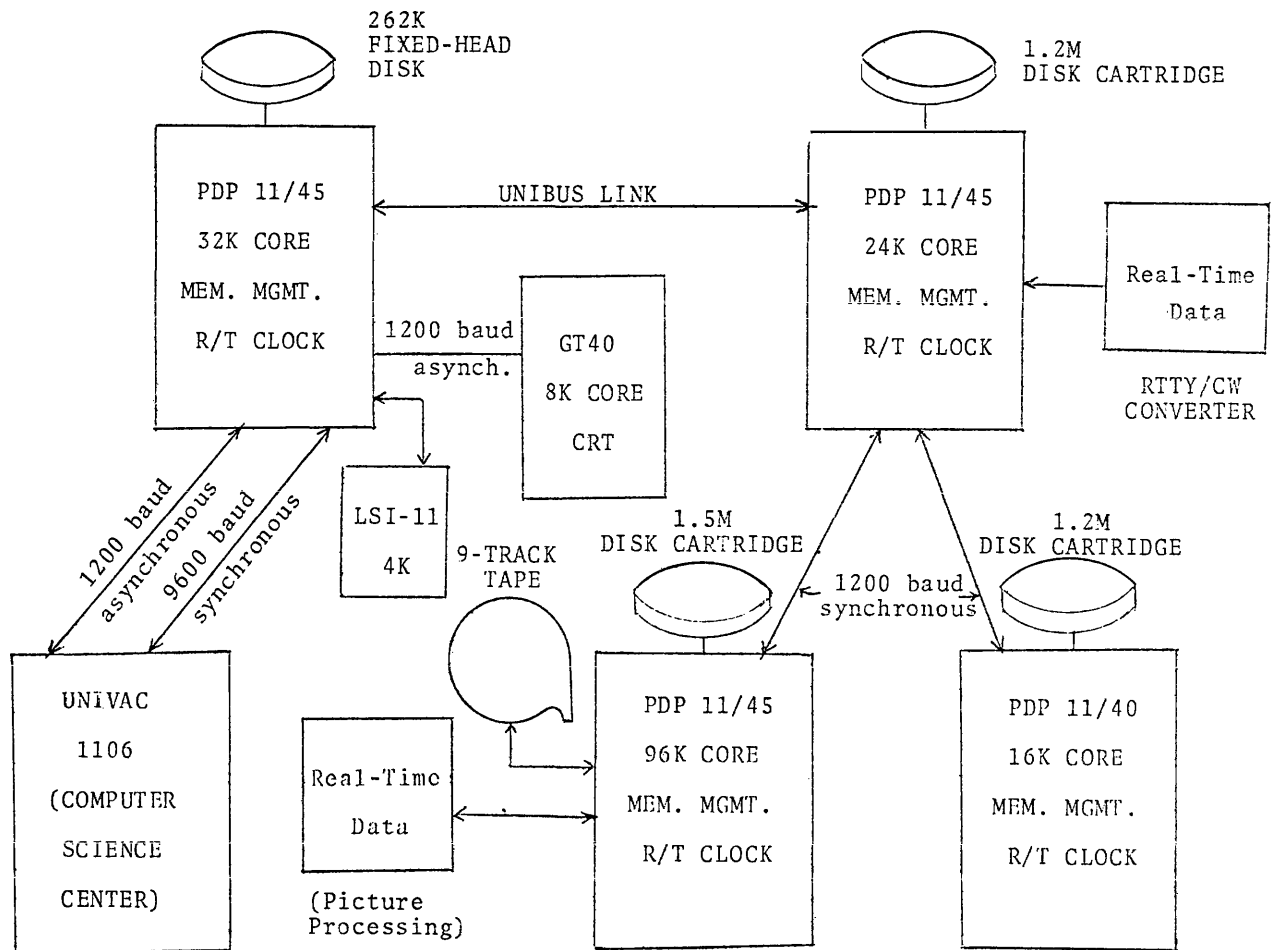 262K
FIXED-HEAD
DISK
1.2M
DISK CARTRIDGE
PDP 11/45
32K CORE
MEM. MGMT.
R/T CLOCK
UNIBUS LINK
PDP 11/45
24K CORE
MEM. MGMT.
R/T CLOCK
Real-Time
Data
RTTY/CW
CONVERTER
1200 baud
asynch.
GT40
8K CORE
CRT
LSI-11
4K
1200 baud
asynchronous
9600 baud
synchronous
9-TRACK
TAPE
1.5M
DISK CARTRIDGE
1.2M
DISK CARTRIDGE
1200 baud
synchronous
UNIVAC
1106
(COMPUTER
SCIENCE
CENTER)
Real-Time
Data
(Picture
Processing)
PDP 11/45
96K CORE
MEM. MGMT.
R/T CLOCK
PDP 11/40
16K CORE
MEM. MGMT.
R/T CLOCK